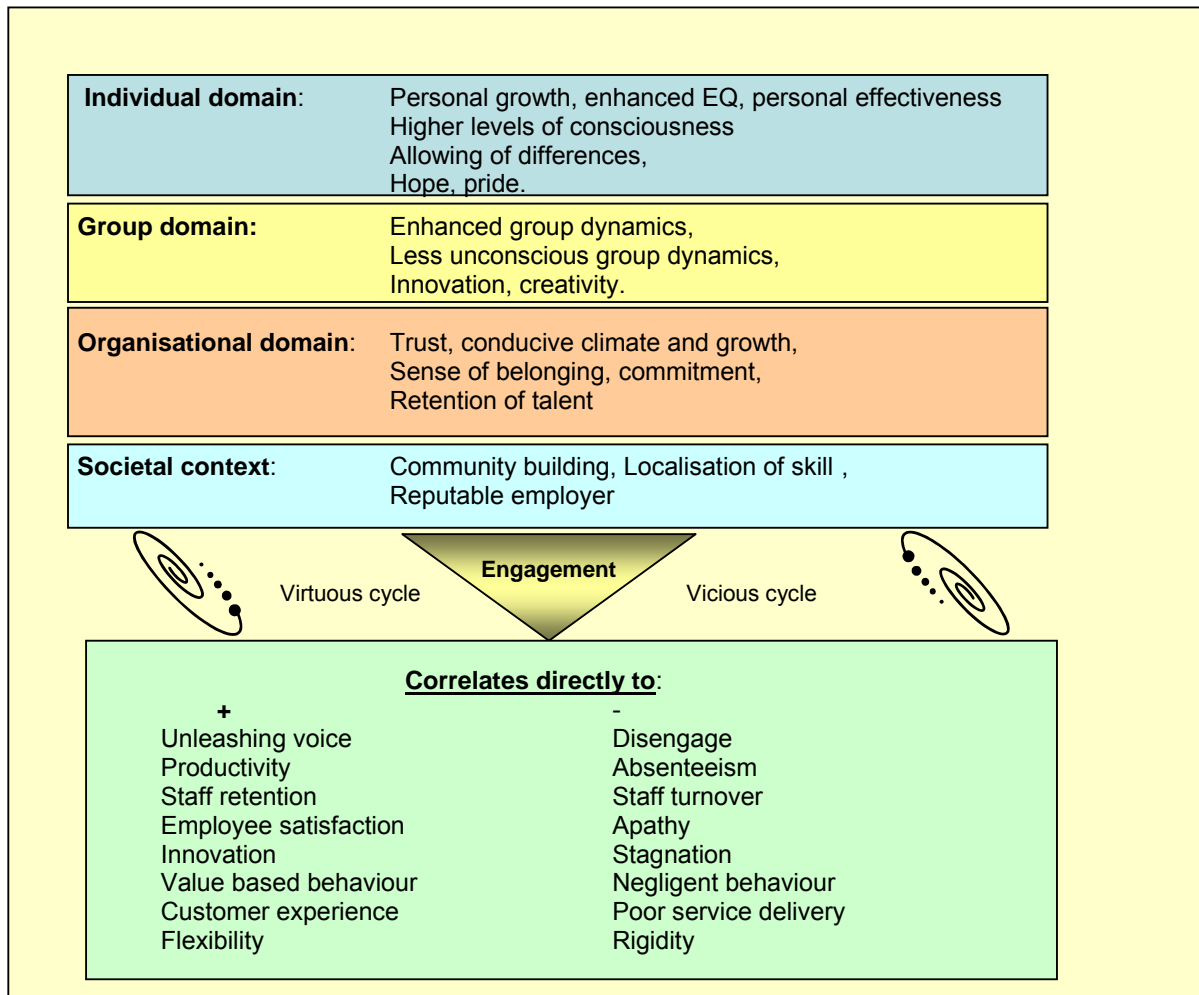 Individual domain: Personal growth, enhanced EQ, personal effectiveness
Higher levels of consciousness
Allowing of differences,
Hope, pride.
Group domain: Enhanced group dynamics,
Less unconscious group dynamics,
Innovation, creativity.
Organisational domain: Trust, conducive climate and growth,
Sense of belonging, commitment,
Retention of talent
Societal context: Community building, Localisation of skill ,
Reputable employer
Engagement
Virtuous cycle Vicious cycle
Correlates directly to:
+ -
Unleashing voice Disengage
Productivity Absenteeism
Staff retention Staff turnover
Employee satisfaction Apathy
Innovation Stagnation
Value based behaviour Negligent behaviour
Customer experience Poor service delivery
Flexibility Rigidity